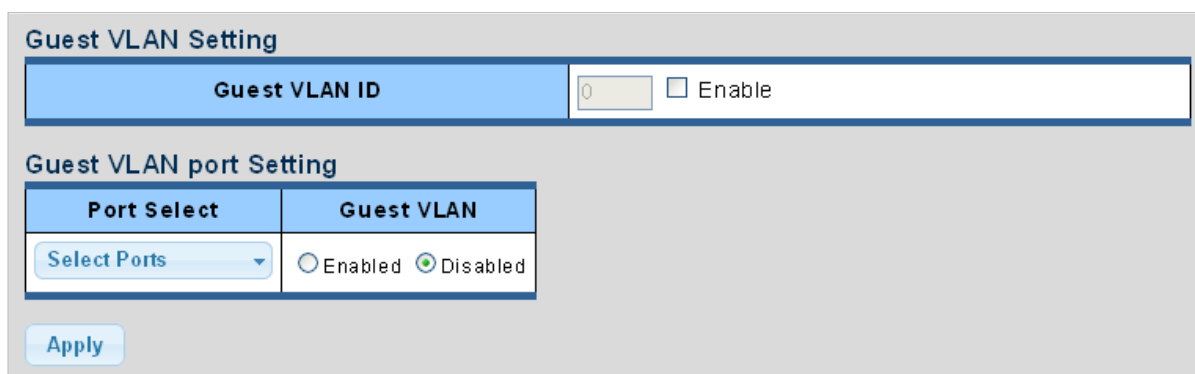 Guest VLAN Setting
Guest VLAN ID 0 Enable
Guest VLAN port Setting
Port Select Guest VLAN
Select Ports Enabled Disabled
Apply